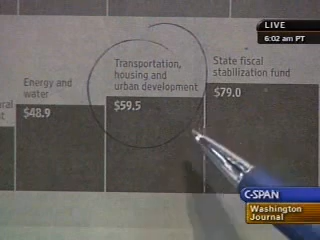 LIVE
6:02 am PT
Energy and
water
$48.9
Transportation,
housing and
urban development
$59.5
State fiscal
stabilization fund
$79.0
C-SPAN
Washington
Journal